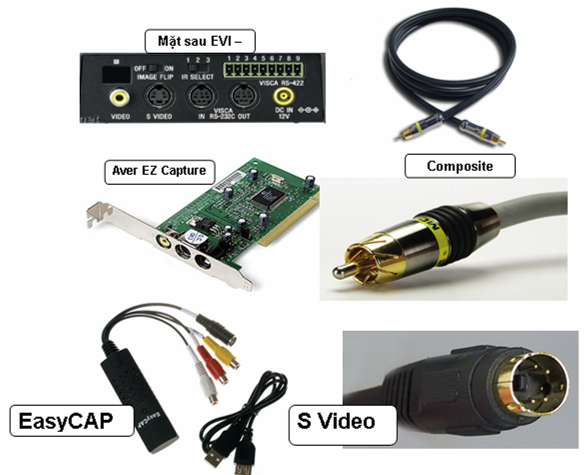 Mặt sau EVI –
OFF ON
1 2 3
1 2 3 4 5 6 7 8 9
IMAGE FLIP
IR SELECT
VISCA RS-422
VIDEO
S VIDEO
VISCA
IN RS-232C OUT
DC IN
12V
Aver EZ Capture
Composite
EasyCAP
EasyCAP
S Video